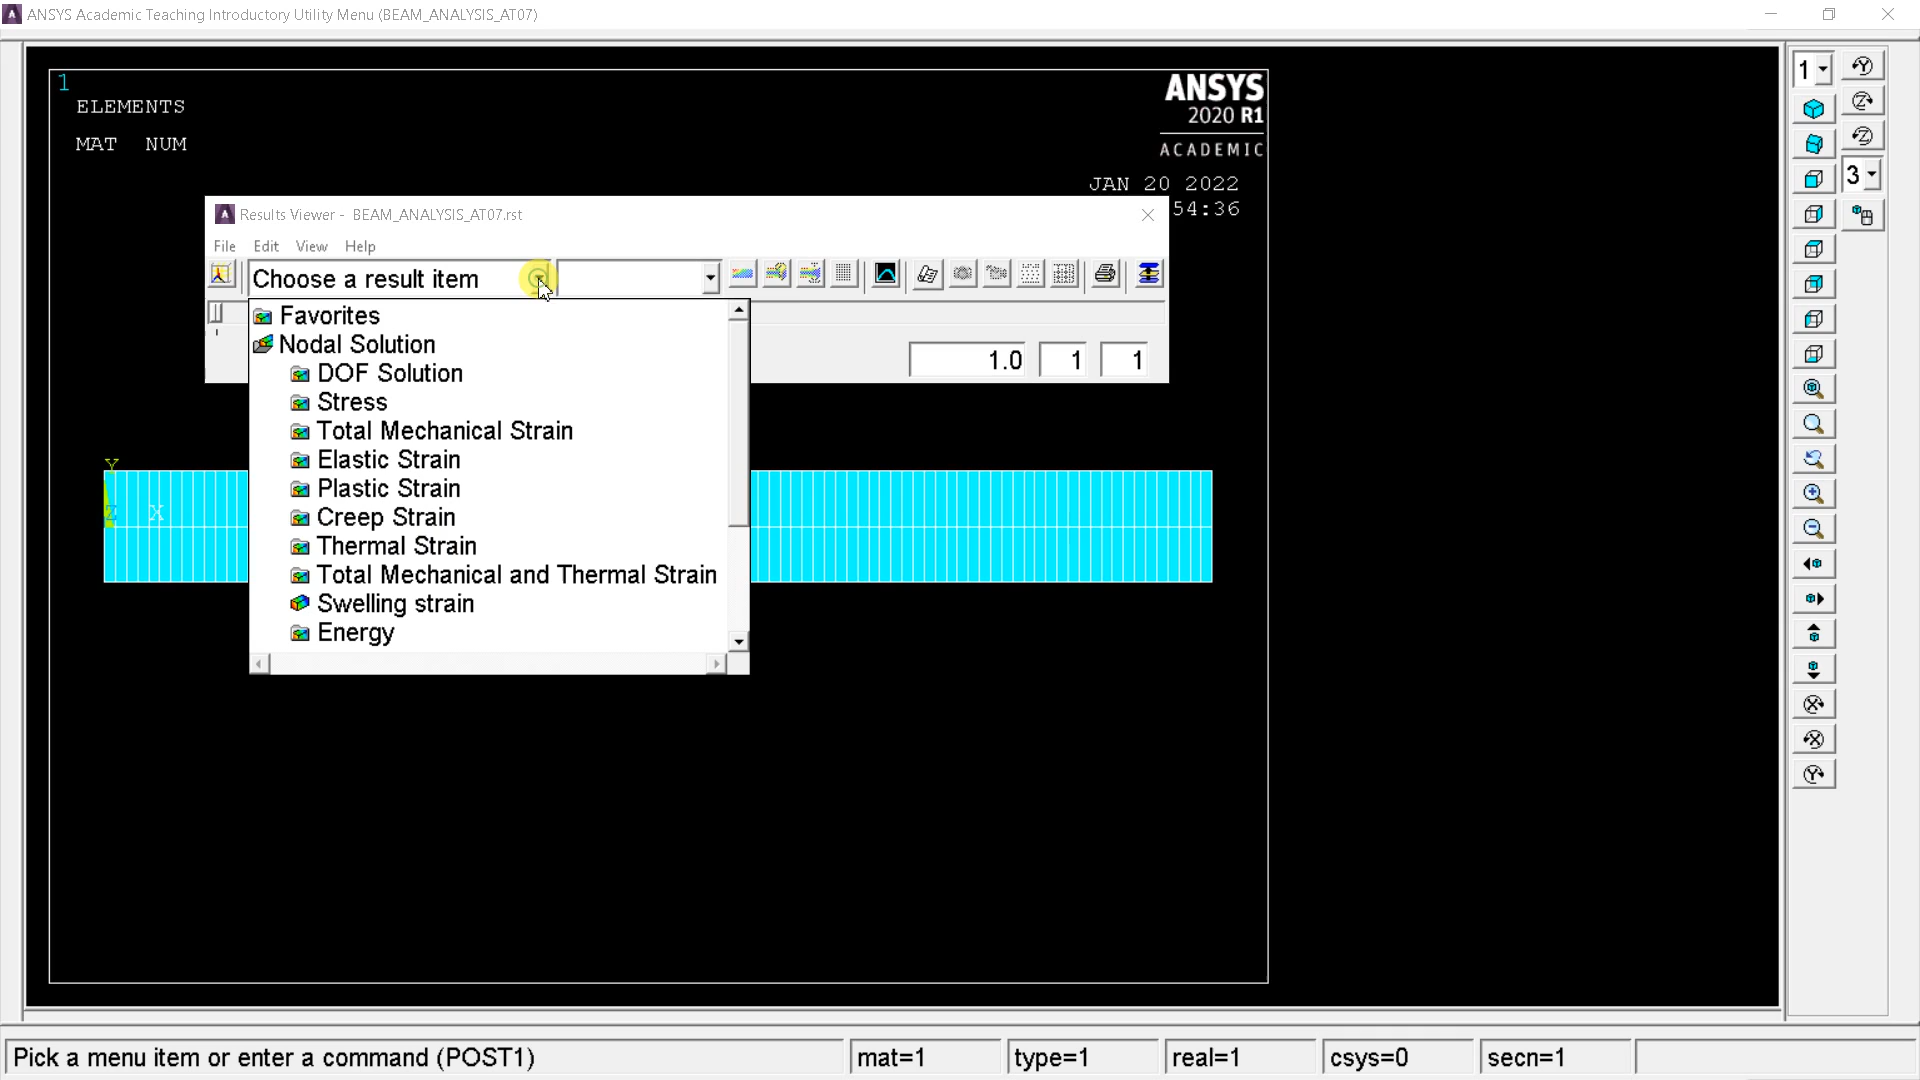 ANSYS Academic Teaching Introductory Utility Menu (BEAM_ANALYSIS_AT07)
1
ELEMENTS
MAT NUM
ANSYS
2020 R1
ACADEMIC
JAN 20 2022
54:36
Results Viewer - BEAM_ANALYSIS_AT07.rst
File Edit View Help
Choose a result item
Favorites
Nodal Solution
DOF Solution
Stress
Total Mechanical Strain
Elastic Strain
Plastic Strain
Creep Strain
Thermal Strain
Total Mechanical and Thermal Strain
Swelling strain
Energy
1.0 1 1
Y
Z X
1
3
Pick a menu item or enter a command (POST1) mat=1 type=1 real=1 csys=0 secn=1